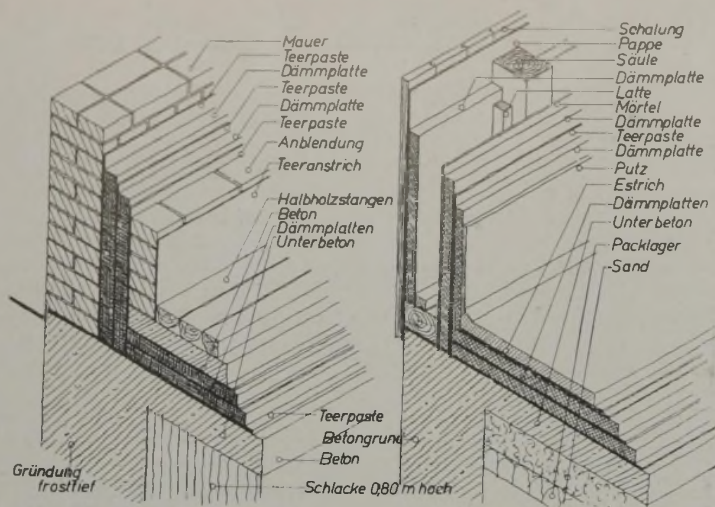 Mauer
Teerpaste
Dämmplatte
Teerpaste
Dämmplatte
Teerpaste
Anblendung
Teeranstrich
Halbholzstangen
Beton
Dämmplatten
Unterbeton
Teerpaste
Betongrund
Beton
Schlacke 0,80 m hoch
Gründung
frosttief
Schalung
Pappe
Säule
Dämmplatte
Latte
Mörtel
Dämmplatte
Teerpaste
Dämmplatte
Putz
Estrich
Dämmplatten
Unterbeton
Packlager
Sand